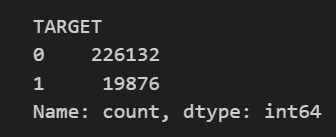 TARGET
0    226132
1     19876
Name: count, dtype: int64